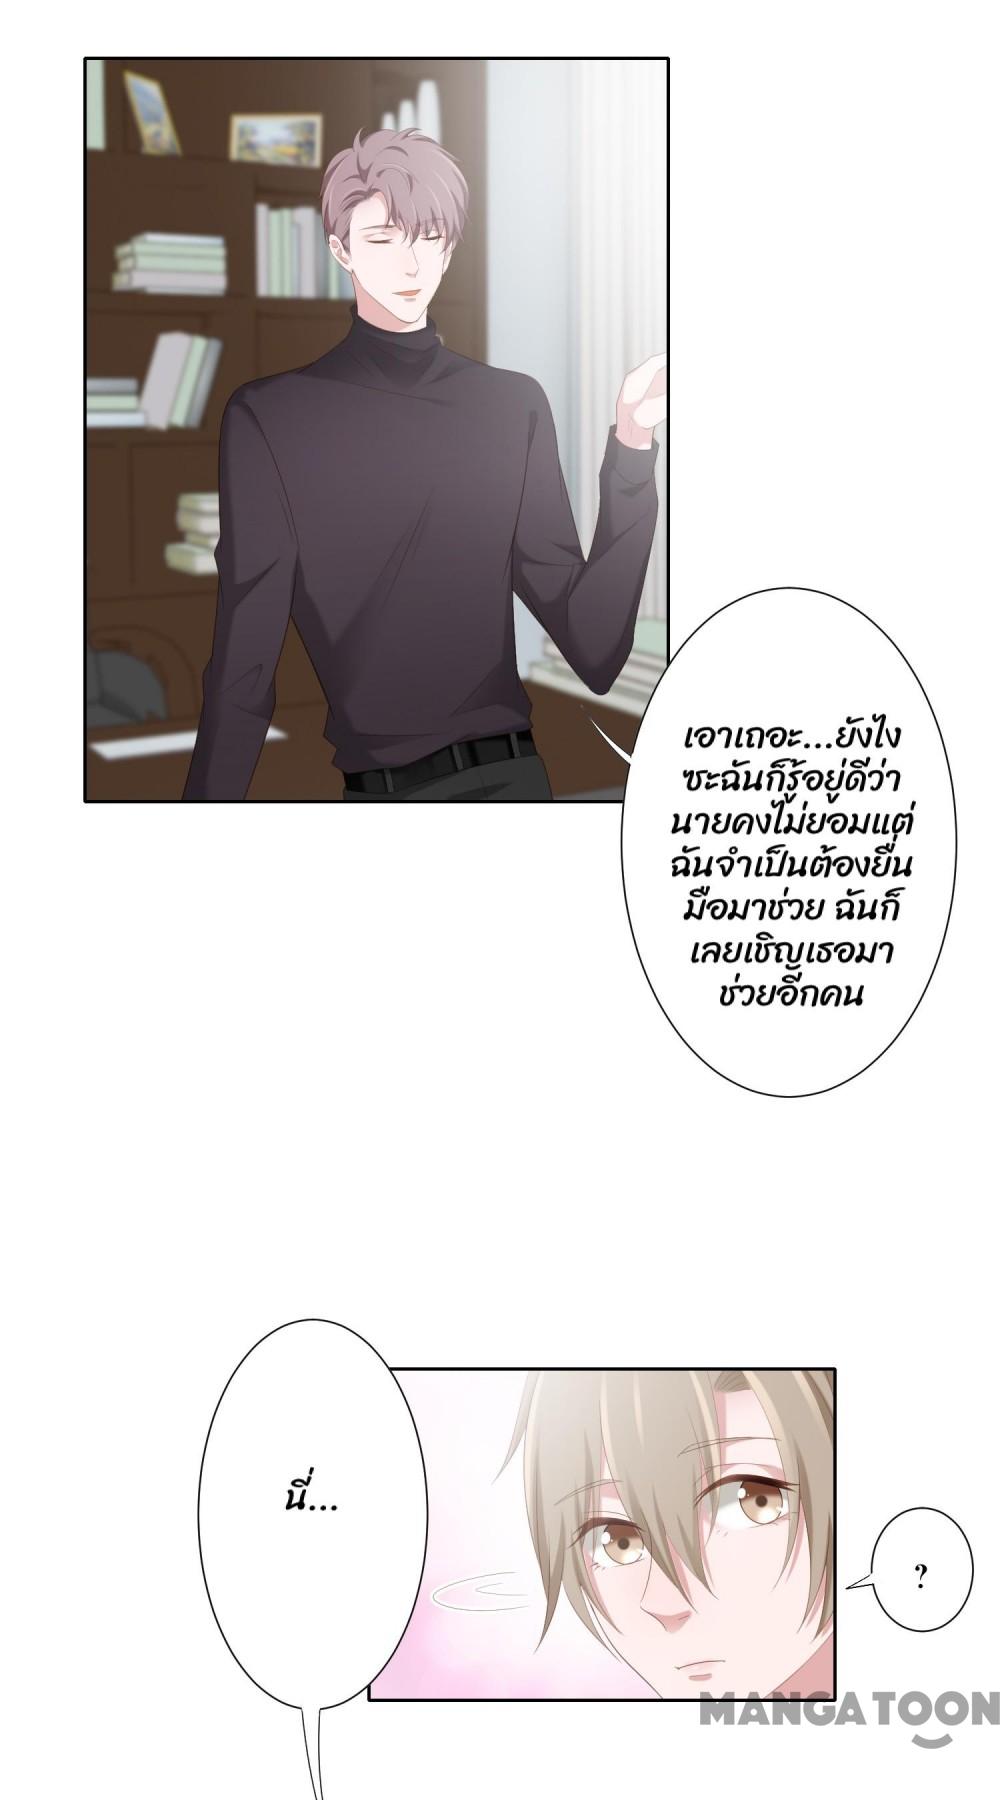 เอาเถอะ...ยังไง
ซะฉันก็รู้อยู่ดีว่า
นายคงไม่ยอมแต่
ฉันจำเป็นต้องยื่น
มือมาช่วย ฉันก็
เลยเชิญเธอมา
ช่วยอีกคน
นี่...
?
MANGATOON